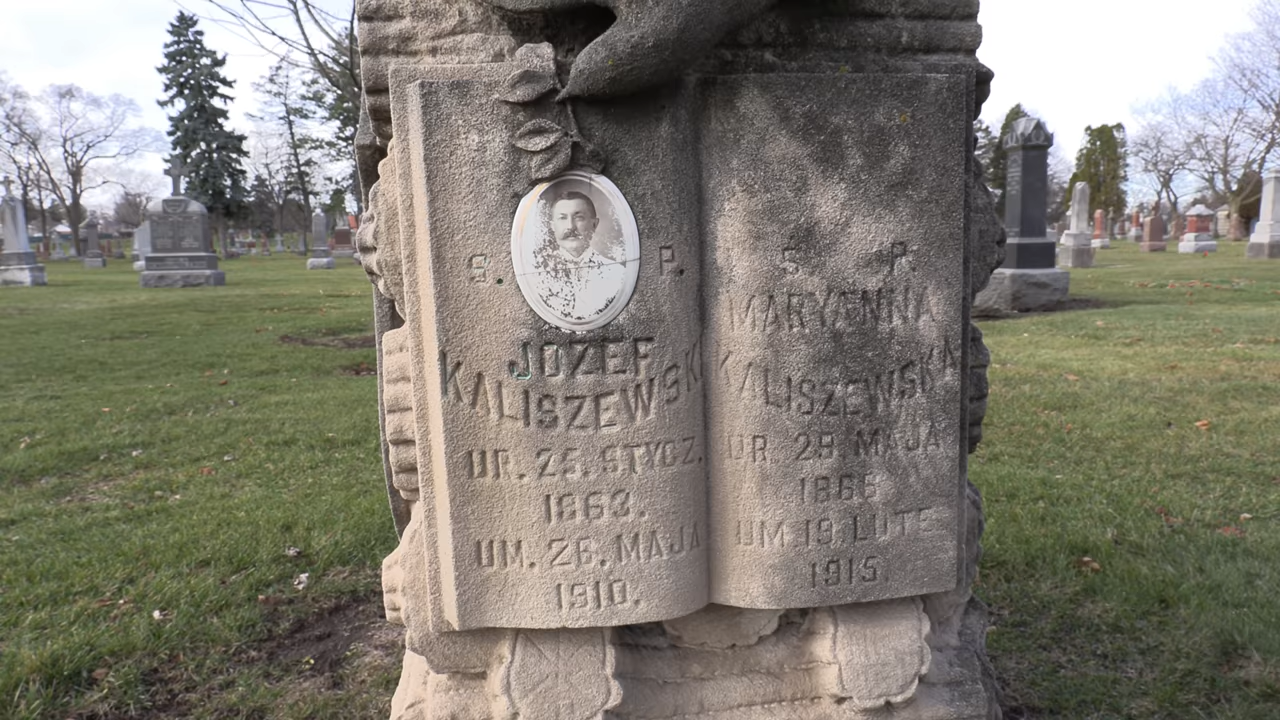 S. P.
JOZEF
KALISZEWSKI
UR. 25. STYCZ.
1863.
UM. 26. MAJA
1910.
S. P.
MARYANNA
KALISZEWSKA
UR. 29. MAJA
1866
UM 19. LUTE
1915.